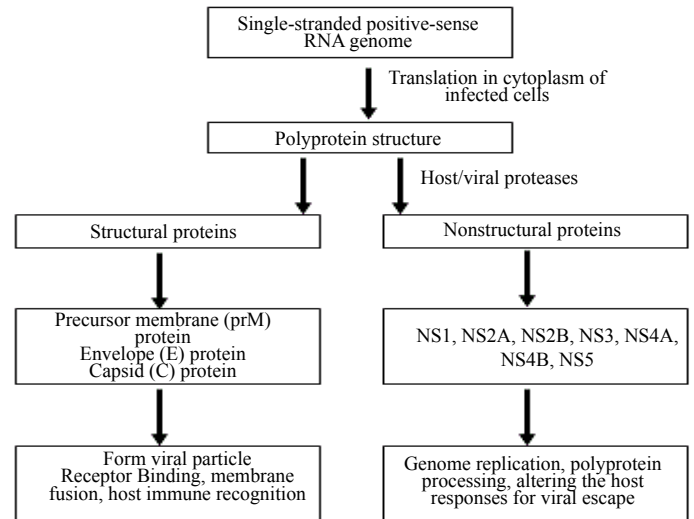 Single-stranded positive-sense
RNA genome
Translation in cytoplasm of
infected cells
Polyprotein structure
Host/viral proteases
Structural proteins
Nonstructural proteins
Precursor membrane (prM)
protein
Envelope (E) protein
Capsid (C) protein
NS1, NS2A, NS2B, NS3, NS4A,
NS4B, NS5
Form viral particle
Receptor Binding, membrane
fusion, host immune recognition
Genome replication, polyprotein
processing, altering the host
responses for viral escape